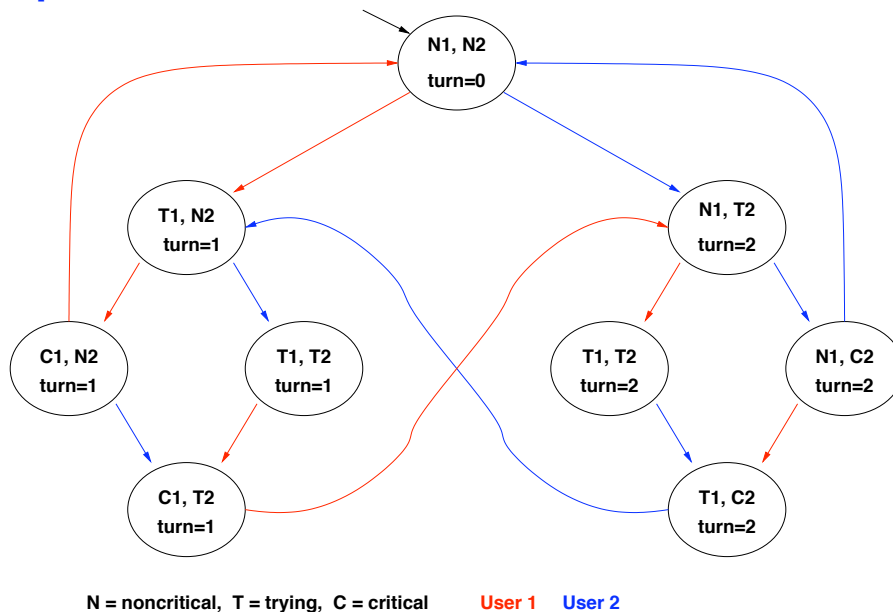 N1, N2
turn=0
T1, N2
turn=1
N1, T2
turn=2
C1, N2
turn=1
T1, T2
turn=1
T1, T2
turn=2
N1, C2
turn=2
C1, T2
turn=1
T1, C2
turn=2
N = noncritical, T = trying, C = critical User 1 User 2